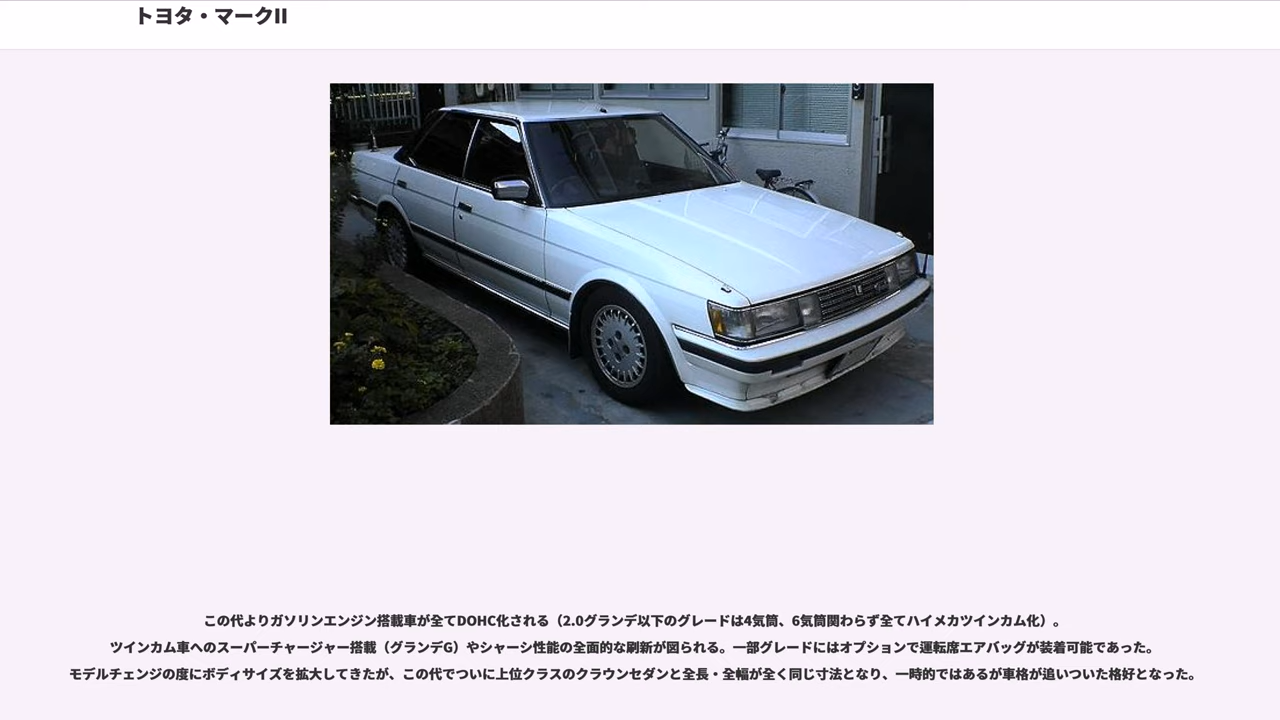 トヨタ・マークII
この代よりガソリンエンジン搭載車が全てDOHC化される（2.0グランデ以下のグレードは4気筒、6気筒関わらず全てハイメカツインカム化）。
ツインカム車へのスーパーチャージャー搭載（グランデG）やシャーシ性能の全面的な刷新が図られる。一部グレードにはオプションで運転席エアバッグが装着可能であった。
モデルチェンジの度にボディサイズを拡大してきたが、この代でついに上位クラスのクラウンセダンと全長・全幅が全く同じ寸法となり、一時的ではあるが車格が追いついた格好となった。